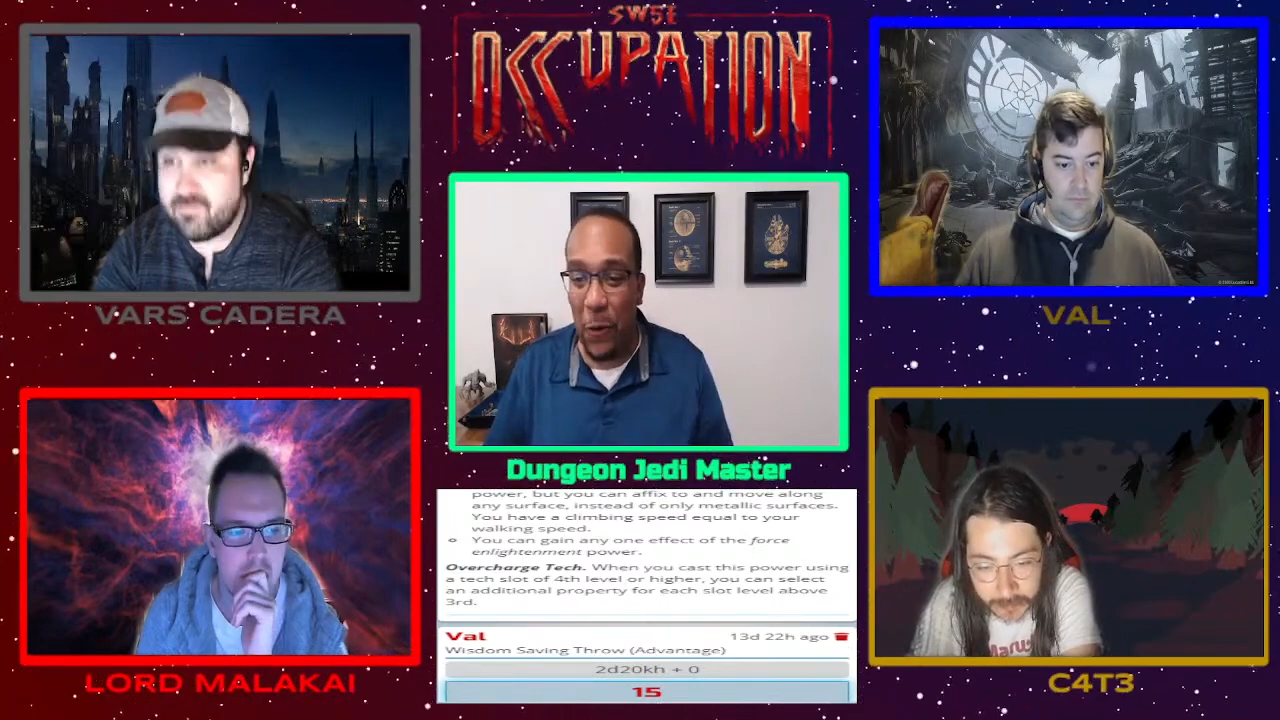 SW5E
OCCUPATION
VARS CADERA
VAL
Dungeon Jedi Master
LORD MALAKAI
C4T3
power, but you can affix to and move along
any surface, instead of only metallic surfaces.
You have a climbing speed equal to your
walking speed.
You can gain any one effect of the force
enlightenment power.
Overcharge Tech. When you cast this power using
a tech slot of 4th level or higher, you can select
an additional property for each slot level above
3rd.
Val 13d 22h ago
Wisdom Saving Throw (Advantage)
2d20kh + 0
15